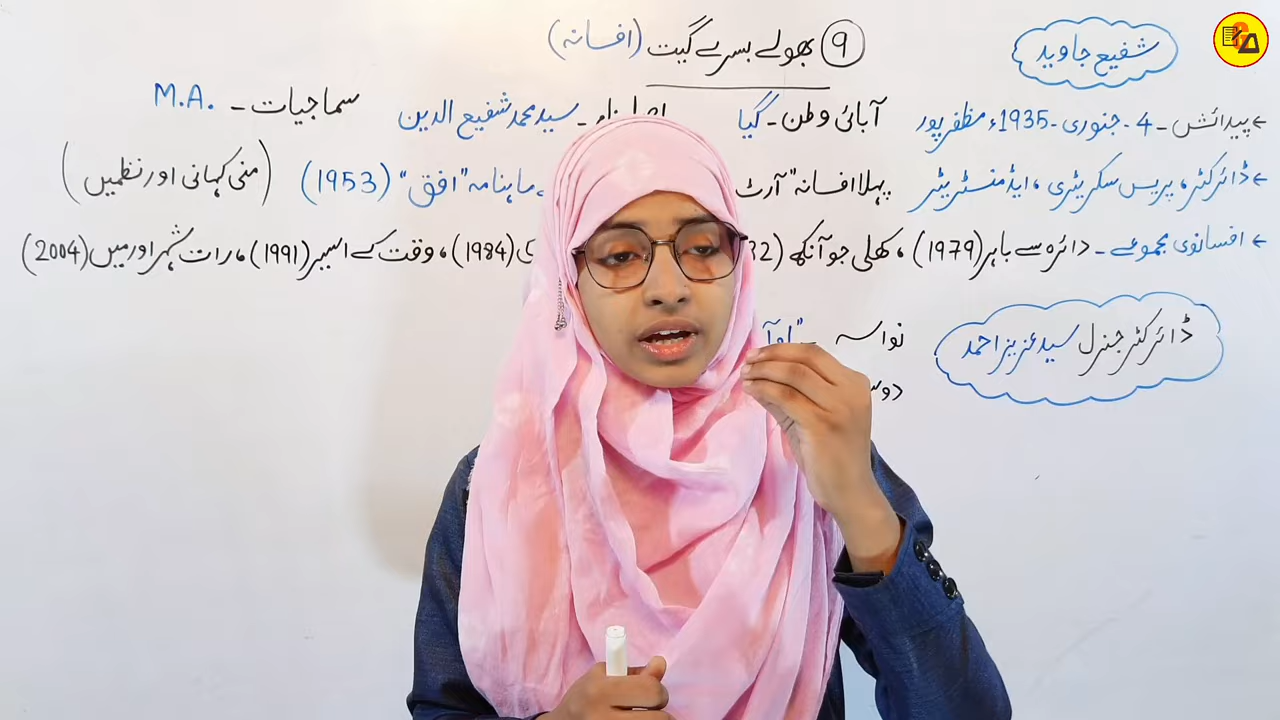 ۹ بھولے بسرے گیت (افسانہ)
شفیع جاوید
پیدائش - 4 - جنوری - 1935ء مظفر پور آبائی وطن - گیا - سید محمد شفیع الدین سماجیات - M.A.
ڈائرکٹر، پریس سکریٹری، ایڈمنسٹریٹر پہلا افسانہ "آرٹ ماہنامہ "افق" (1953) (منی کہانی اور نظمیں)
افسانوی مجموعے - دائرہ سے باہر (1979)، کھلی جو آنکھ (1984)، وقت کے اسیر (1991)، رات شہر اور میں (2004)
ڈائرکٹر جنرل سید عزیز احمد
نواسہ -